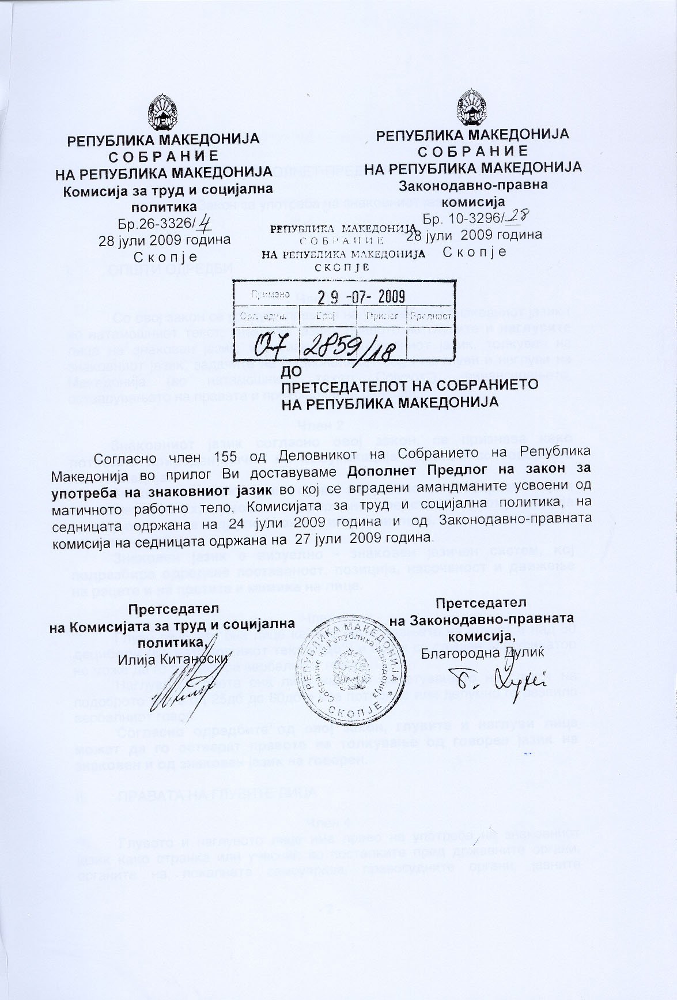 РЕПУБЛИКА МАКЕДОНИЈА
С О Б Р А Н И Е
НА РЕПУБЛИКА МАКЕДОНИЈА
Комисија за труд и социјална
политика
Бр.26-3326/4
28 јули 2009 година
С к о п ј е
РЕПУБЛИКА МАКЕДОНИЈА
С О Б Р А Н И Е
НА РЕПУБЛИКА МАКЕДОНИЈА
Законодавно-правна
комисија
Бр. 10-3296/28
28 јули 2009 година
С к о п ј е
РЕПУБЛИКА МАКЕДОНИЈА
С О Б Р А Н И Е
НА РЕПУБЛИКА МАКЕДОНИЈА
СКОПЈЕ
Примено 29-07-2009
Орг. един. Број Прилог Вредност
07 2859/18
ДО
ПРЕТСЕДАТЕЛОТ НА СОБРАНИЕТО
НА РЕПУБЛИКА МАКЕДОНИЈА
Согласно член 155 од Деловникот на Собранието на Република
Македонија во прилог Ви доставуваме Дополнет Предлог на закон за
употреба на знаковниот јазик во кој се вградени амандманите усвоени од
матичното работно тело, Комисијата за труд и социјална политика, на
седницата одржана на 24 јули 2009 година и од Законодавно-правната
комисија на седницата одржана на 27 јули 2009 година.
Претседател
на Комисијата за труд и социјална
политика,
Илија Китаноски
Претседател
на Законодавно-правната
комисија,
Благородна Дулиќ
РЕПУБЛИКА МАКЕДОНИЈА
Собрание на Република Македонија
* СКОПЈЕ *